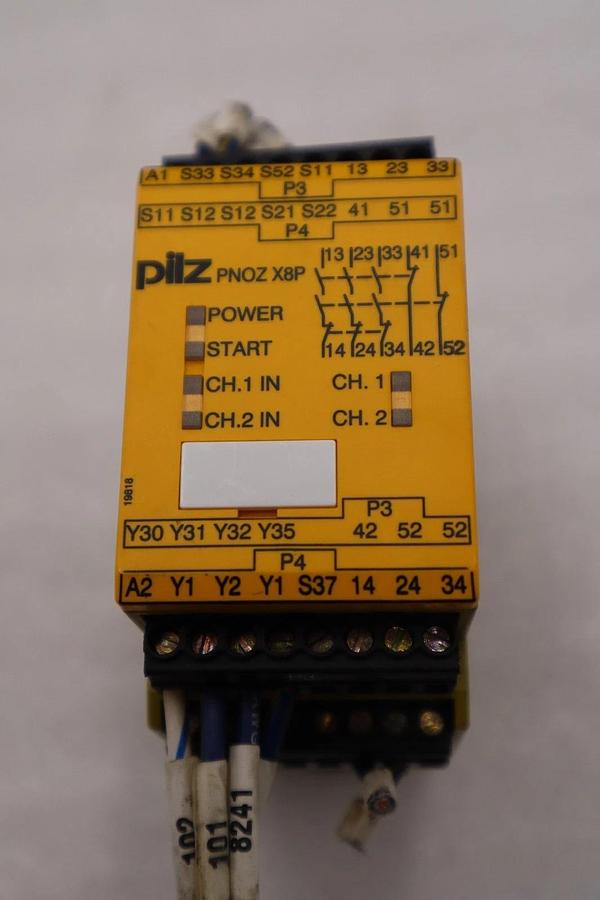 A1 S33 S34 S52 S11 13 23 33
P3
S11 S12 S12 S21 S22 41 51 51
P4
pilz PNOZ X8P
13 23 33 41 51
14 24 34 42 52
POWER
START
CH.1 IN CH. 1
CH.2 IN CH. 2
19818
P3
Y30 Y31 Y32 Y35 42 52 52
P4
A2 Y1 Y2 Y1 S37 14 24 34
102
101
8241